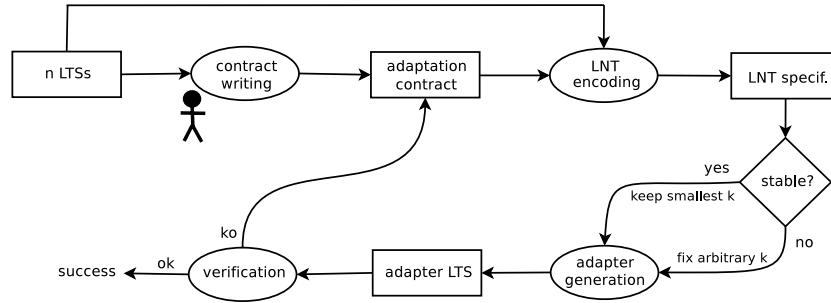 n LTSs
contract
writing
adaptation
contract
LNT
encoding
LNT specif.
stable?
yes
keep smallest k
no
fix arbitrary k
adapter
generation
adapter LTS
verification
ko
ok
success